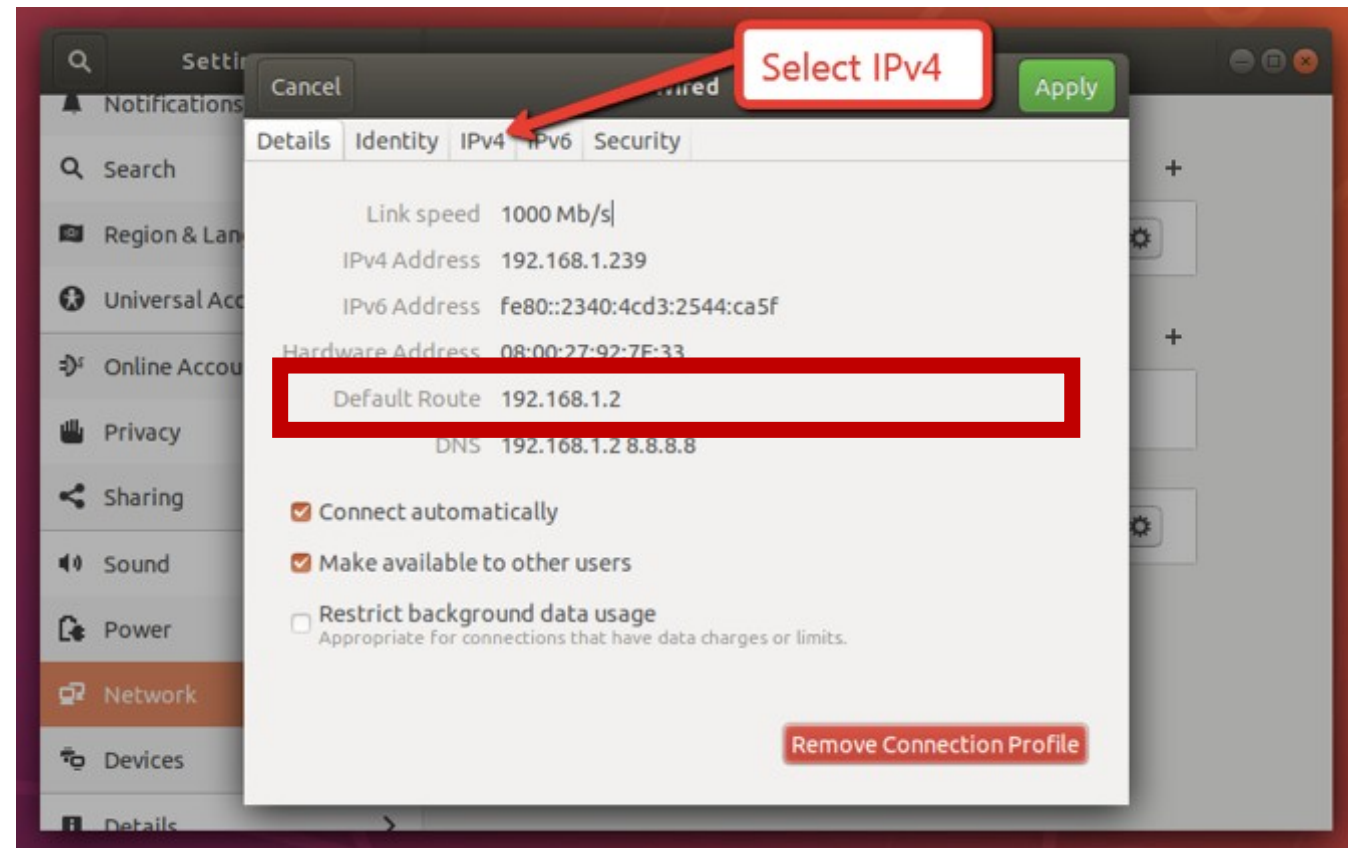 Select IPv4
Settin
Cancel
Wired
Apply
Notifications
Details Identity IPv4 IPv6 Security
Search
Link speed 1000 Mb/s
Region & Lan
IPv4 Address 192.168.1.239
Universal Acc
IPv6 Address fe80::2340:4cd3:2544:ca5f
Hardware Address 08:00:27:92:7F:33
Online Accou
Default Route 192.168.1.2
Privacy
DNS 192.168.1.2 8.8.8.8
Sharing
Connect automatically
Sound
Make available to other users
Restrict background data usage
Power
Appropriate for connections that have data charges or limits.
Network
Remove Connection Profile
Devices
Details